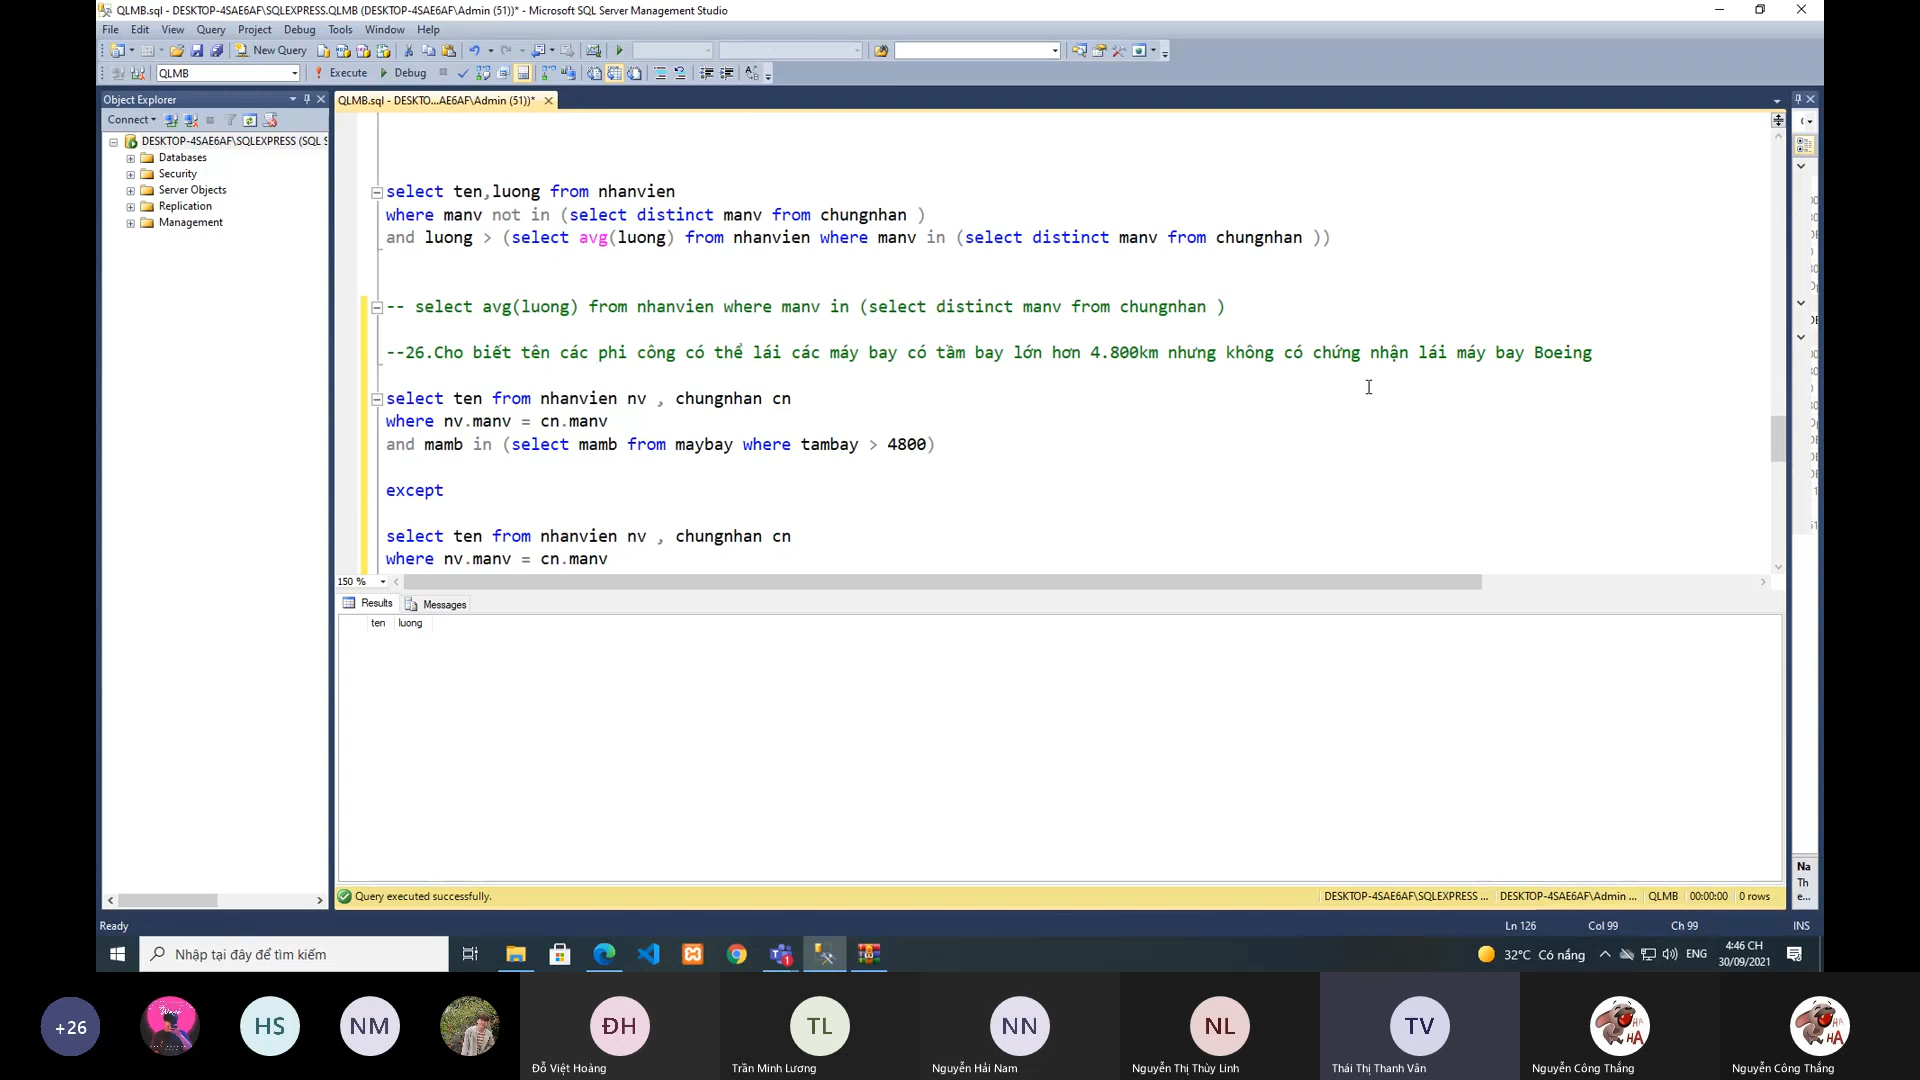 QLMB.sql - DESKTOP-4SAE6AF\SQLEXPRESS.QLMB (DESKTOP-4SAE6AF\Admin (51))* - Microsoft SQL Server Management Studio
File Edit View Query Project Debug Tools Window Help
New Query
QLMB Execute Debug
Object Explorer
QLMB.sql - DESKTO...AE6AF\Admin (51))*
Connect
DESKTOP-4SAE6AF\SQLEXPRESS (SQL S
Databases
Security
Server Objects
Replication
Management
select ten,luong from nhanvien
where manv not in (select distinct manv from chungnhan )
and luong > (select avg(luong) from nhanvien where manv in (select distinct manv from chungnhan ))
-- select avg(luong) from nhanvien where manv in (select distinct manv from chungnhan )
--26.Cho biết tên các phi công có thể lái các máy bay có tầm bay lớn hơn 4.800km nhưng không có chứng nhận lái máy bay Boeing
select ten from nhanvien nv , chungnhan cn
where nv.manv = cn.manv
and mamb in (select mamb from maybay where tambay > 4800)
except
select ten from nhanvien nv , chungnhan cn
where nv.manv = cn.manv
150 %
Results Messages
ten luong
Na
Th
e...
Query executed successfully.
DESKTOP-4SAE6AF\SQLEXPRESS ... DESKTOP-4SAE6AF\Admin ... QLMB 00:00:00 0 rows
Ready Ln 126 Col 99 Ch 99 INS
Nhập tại đây để tìm kiếm
1
32°C Có nắng
ENG
4:46 CH
30/09/2021
+26
HS
NM
ĐH
TL
NN
NL
TV
HA
HA
Đỗ Việt Hoàng
Trần Minh Lương
Nguyễn Hải Nam
Nguyễn Thị Thùy Linh
Thái Thị Thanh Vân
Nguyễn Công Thắng
Nguyễn Công Thắng